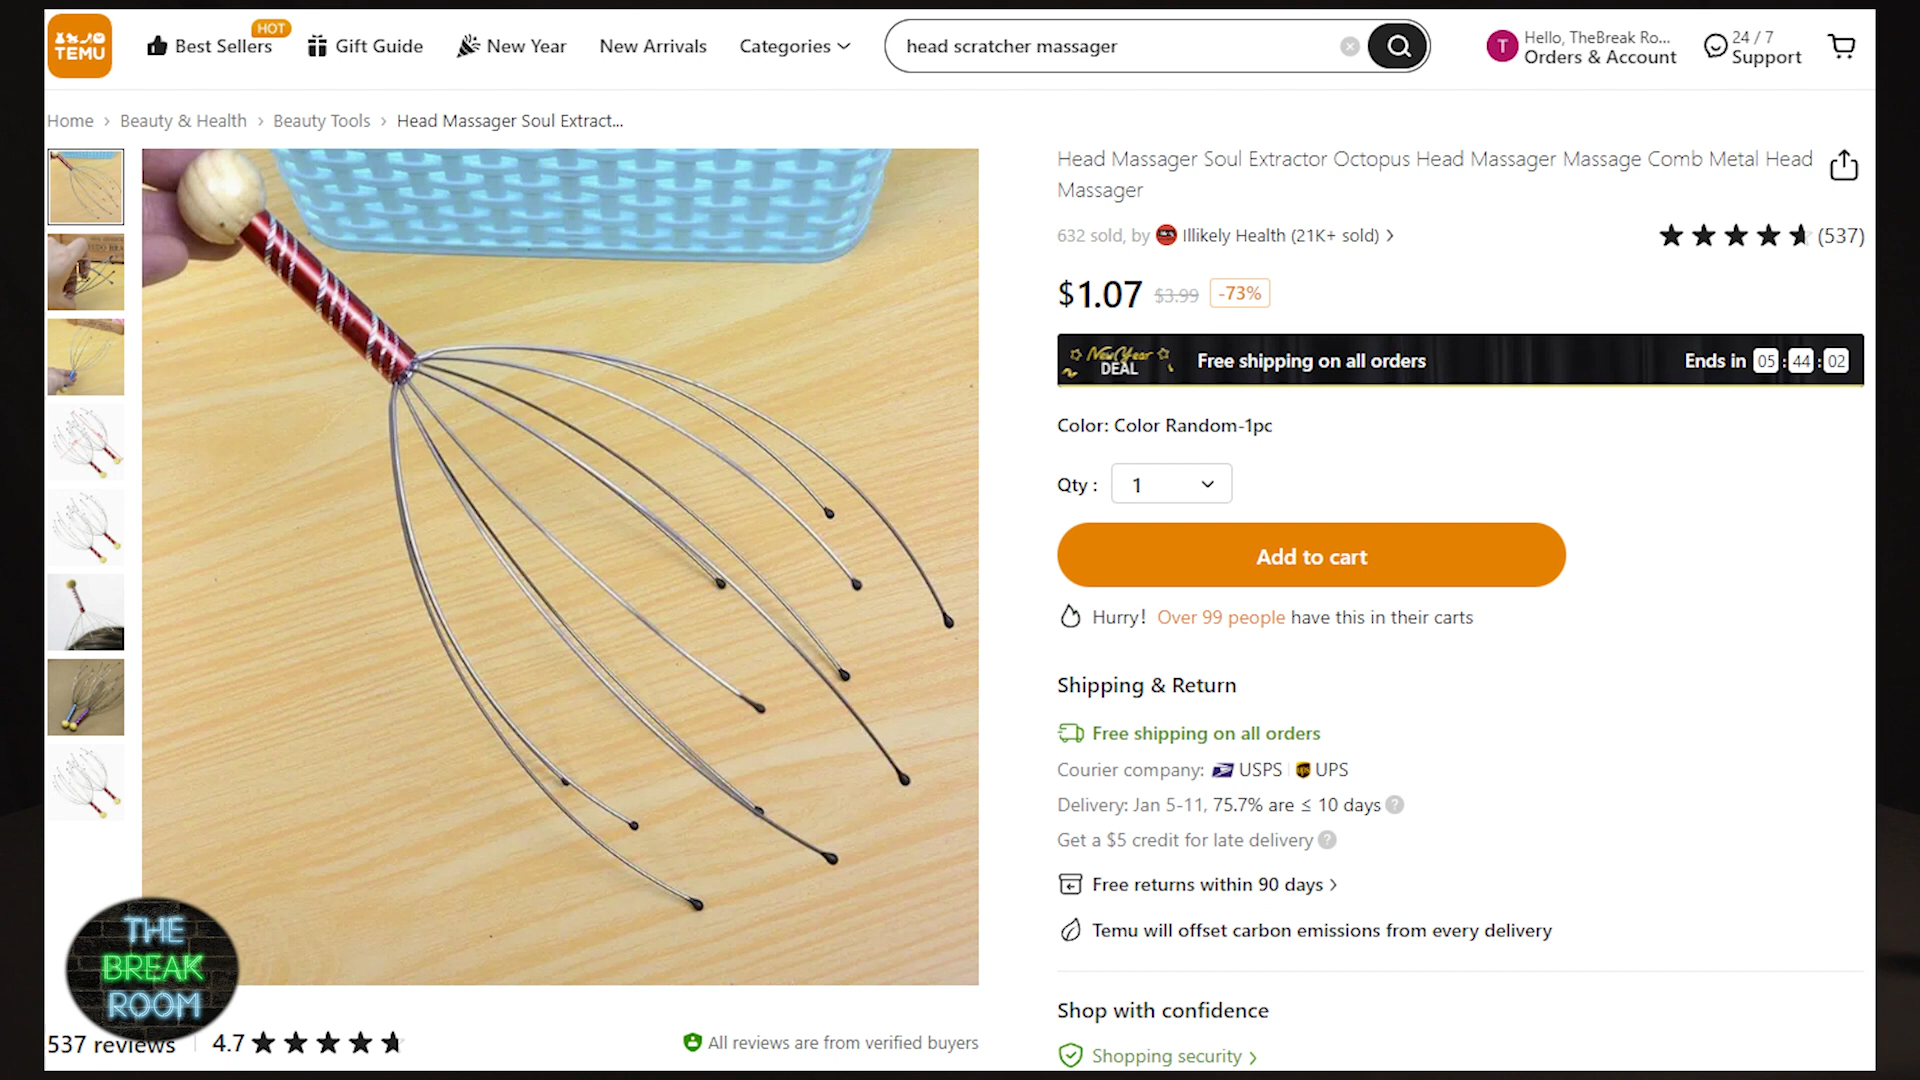 TEMU
Best Sellers
HOT
Gift Guide
New Year
New Arrivals
Categories
head scratcher massager
T
Hello, TheBreak Ro...
Orders & Account
24 / 7
Support
Home > Beauty & Health > Beauty Tools > Head Massager Soul Extract...
Head Massager Soul Extractor Octopus Head Massager Massage Comb Metal Head
Massager
632 sold, by Illikely Health (21K+ sold) >
(537)
$1.07 $3.99 -73%
New Year
DEAL
Free shipping on all orders
Ends in 05 : 44 : 02
Color: Color Random-1pc
Qty : 1
Add to cart
Hurry! Over 99 people have this in their carts
Shipping & Return
Free shipping on all orders
Courier company: USPS UPS
Delivery: Jan 5-11, 75.7% are ≤ 10 days ?
Get a $5 credit for late delivery ?
Free returns within 90 days >
Temu will offset carbon emissions from every delivery
Shop with confidence
Shopping security >
THE
BREAK
ROOM
537 reviews 4.7
All reviews are from verified buyers